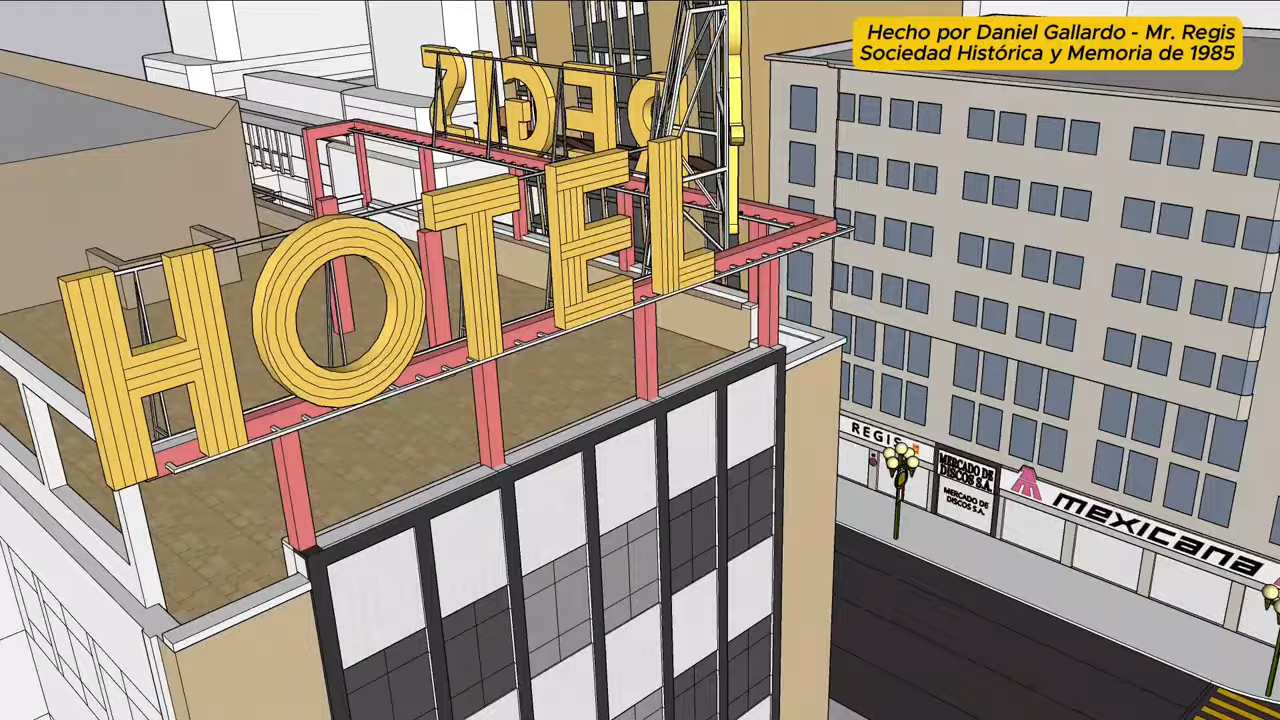 Hecho por Daniel Gallardo - Mr. Regis
Sociedad Histórica y Memoria de 1985
REGIS
HOTEL
REGIS
MERCADO DE
DISCOS S.A.
MERCADO DE
DISCOS S.A.
mexicana